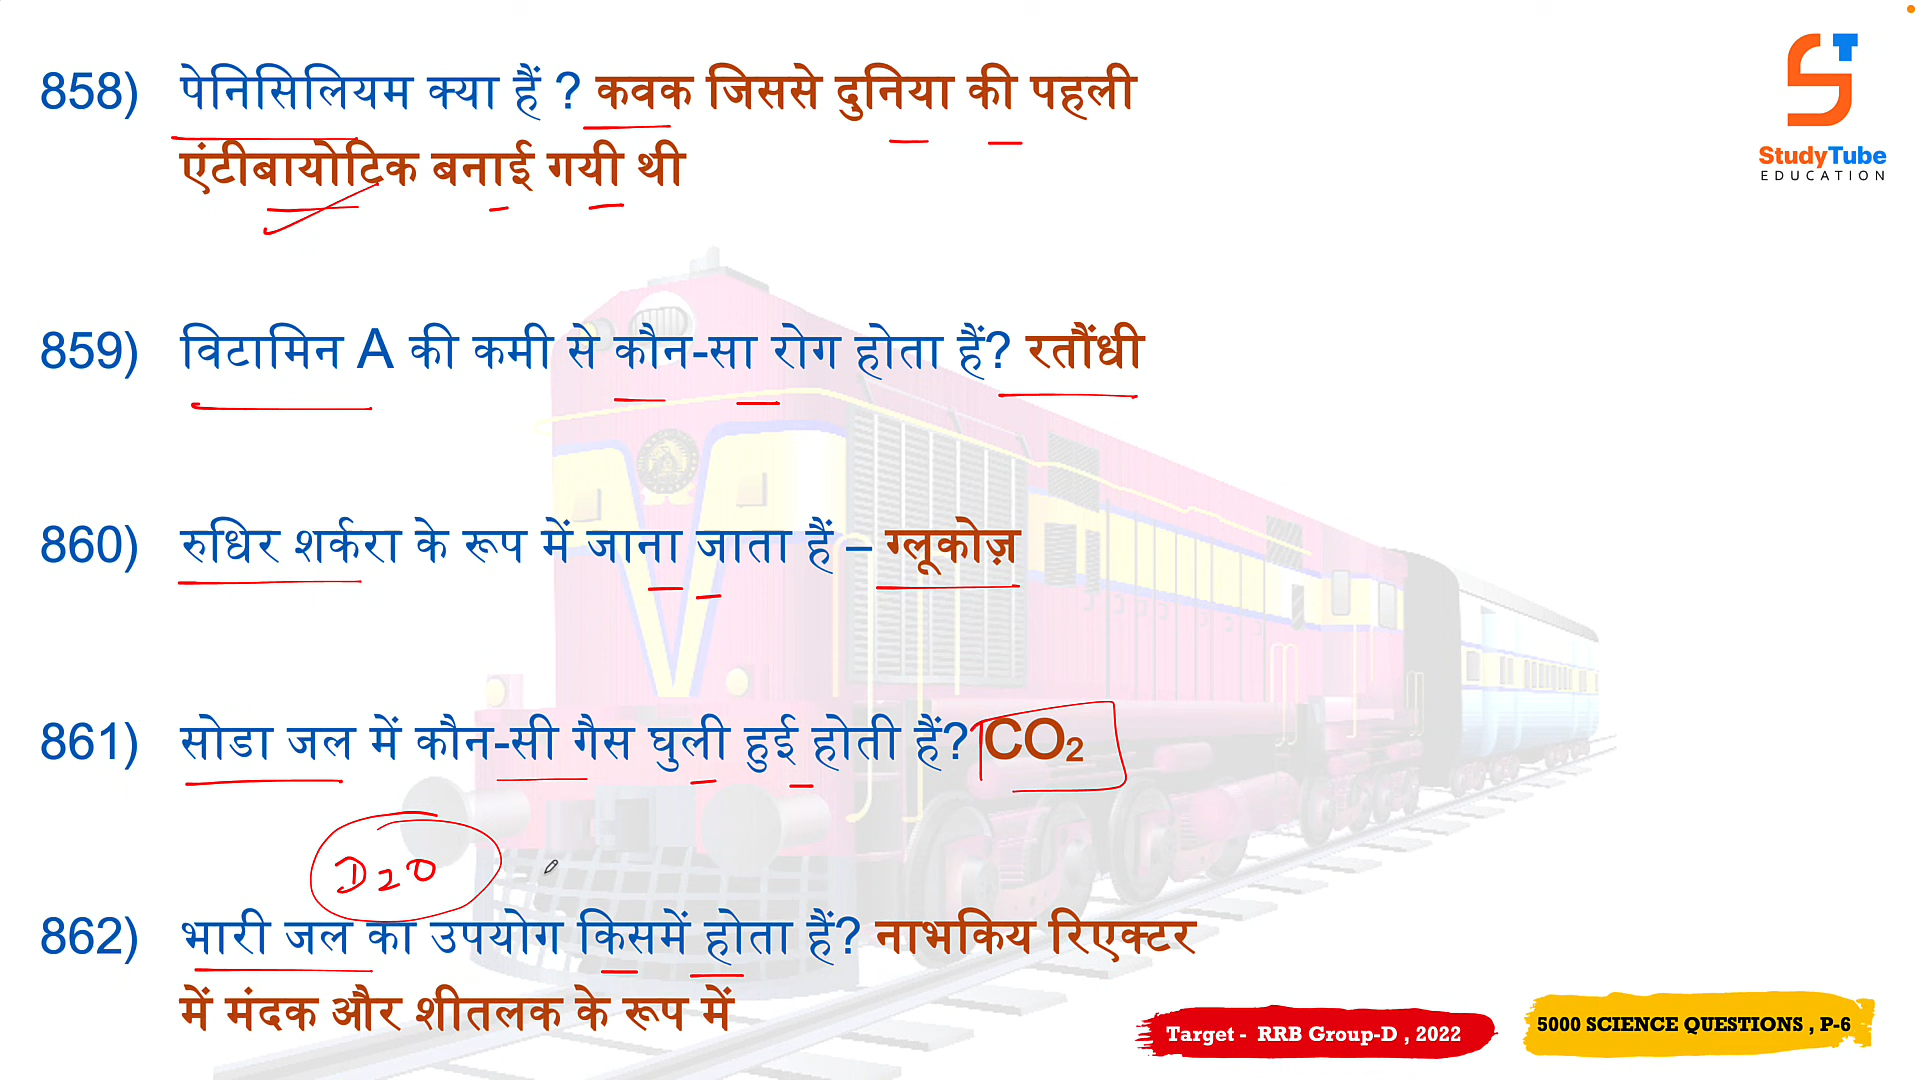 858) पेनिसिलियम क्या हैं ? कवक जिससे दुनिया की पहली
एंटीबायोटिक बनाई गयी थी
StudyTube
EDUCATION
859) विटामिन A की कमी से कौन-सा रोग होता हैं? रतौंधी
860) रुधिर शर्करा के रूप में जाना जाता हैं – ग्लूकोज़
861) सोडा जल में कौन-सी गैस घुली हुई होती हैं? CO₂
D2O
862) भारी जल का उपयोग किसमें होता हैं? नाभकिय रिएक्टर
में मंदक और शीतलक के रूप में
Target - RRB Group-D , 2022
5000 SCIENCE QUESTIONS , P-6